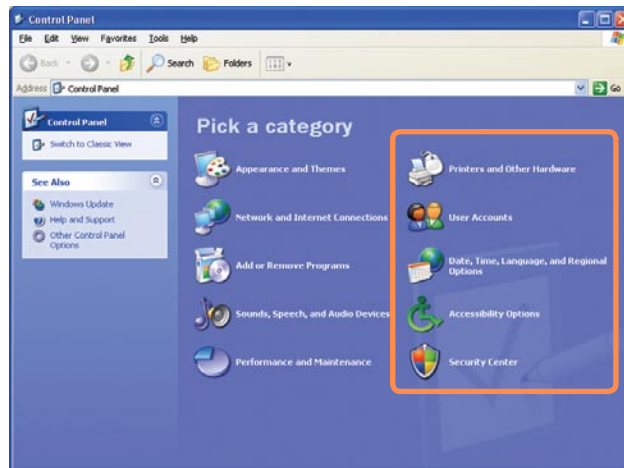 Control Panel
File Edit View Favorites Tools Help
Back Search Folders
Address Control Panel Go
Control Panel
Switch to Classic View
See Also
Windows Update
Help and Support
Other Control Panel
Options
Pick a category
Appearance and Themes
Network and Internet Connections
Add or Remove Programs
Sounds, Speech, and Audio Devices
Performance and Maintenance
Printers and Other Hardware
User Accounts
Date, Time, Language, and Regional
Options
Accessibility Options
Security Center